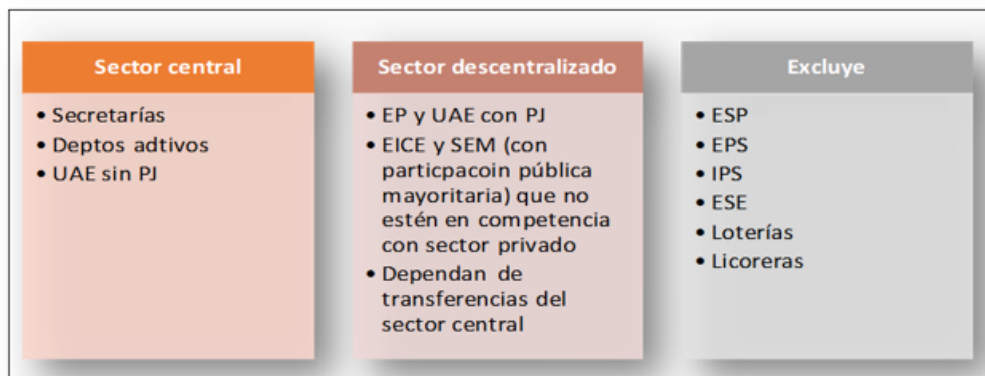 Sector central
• Secretarías
• Deptos adtivos
• UAE sin PJ
Sector descentralizado
• EP y UAE con PJ
• EICE y SEM (con
particpacoin pública
mayoritaria) que no
estén en competencia
con sector privado
• Dependan de
transferencias del
sector central
Excluye
• ESP
• EPS
• IPS
• ESE
• Loterías
• Licoreras